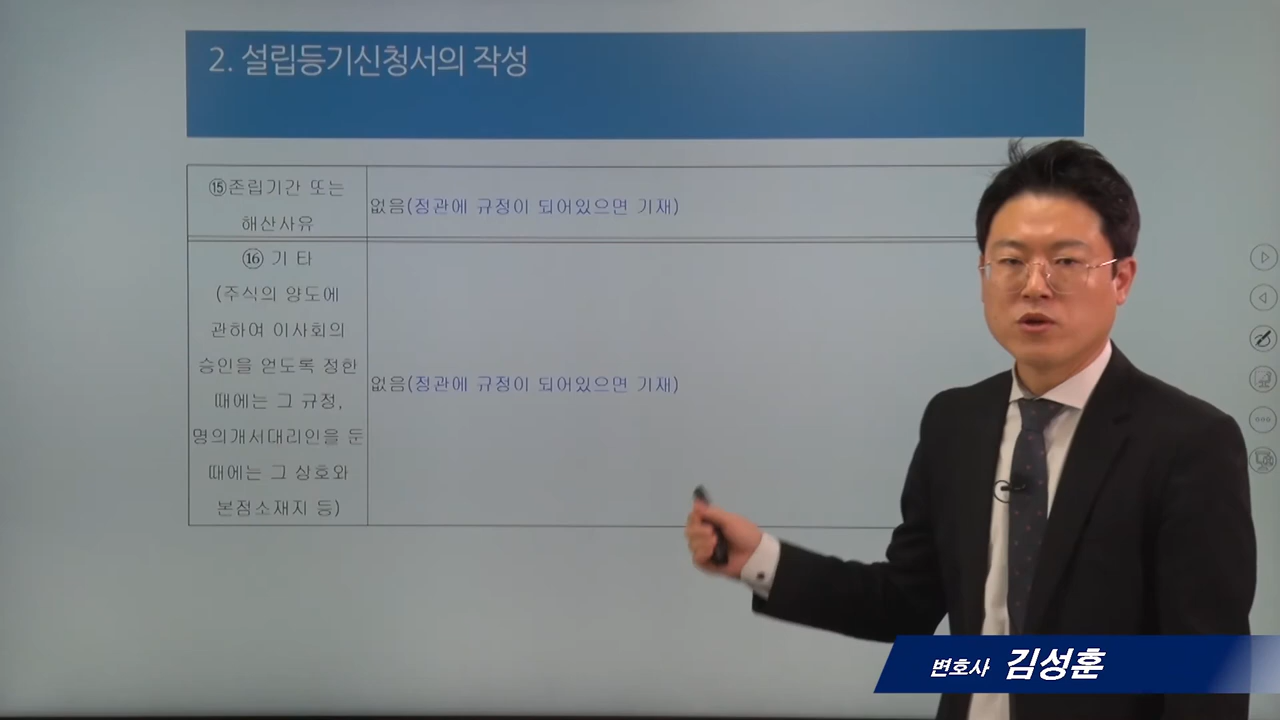 2. 설립등기신청서의 작성
⑮존립기간 또는
해산사유
없음(정관에 규정이 되어있으면 기재)
⑯ 기 타
(주식의 양도에
관하여 이사회의
승인을 얻도록 정한
때에는 그 규정,
명의개서대리인을 둔
때에는 그 상호와
본점소재지 등)
없음(정관에 규정이 되어있으면 기재)
변호사 김성훈